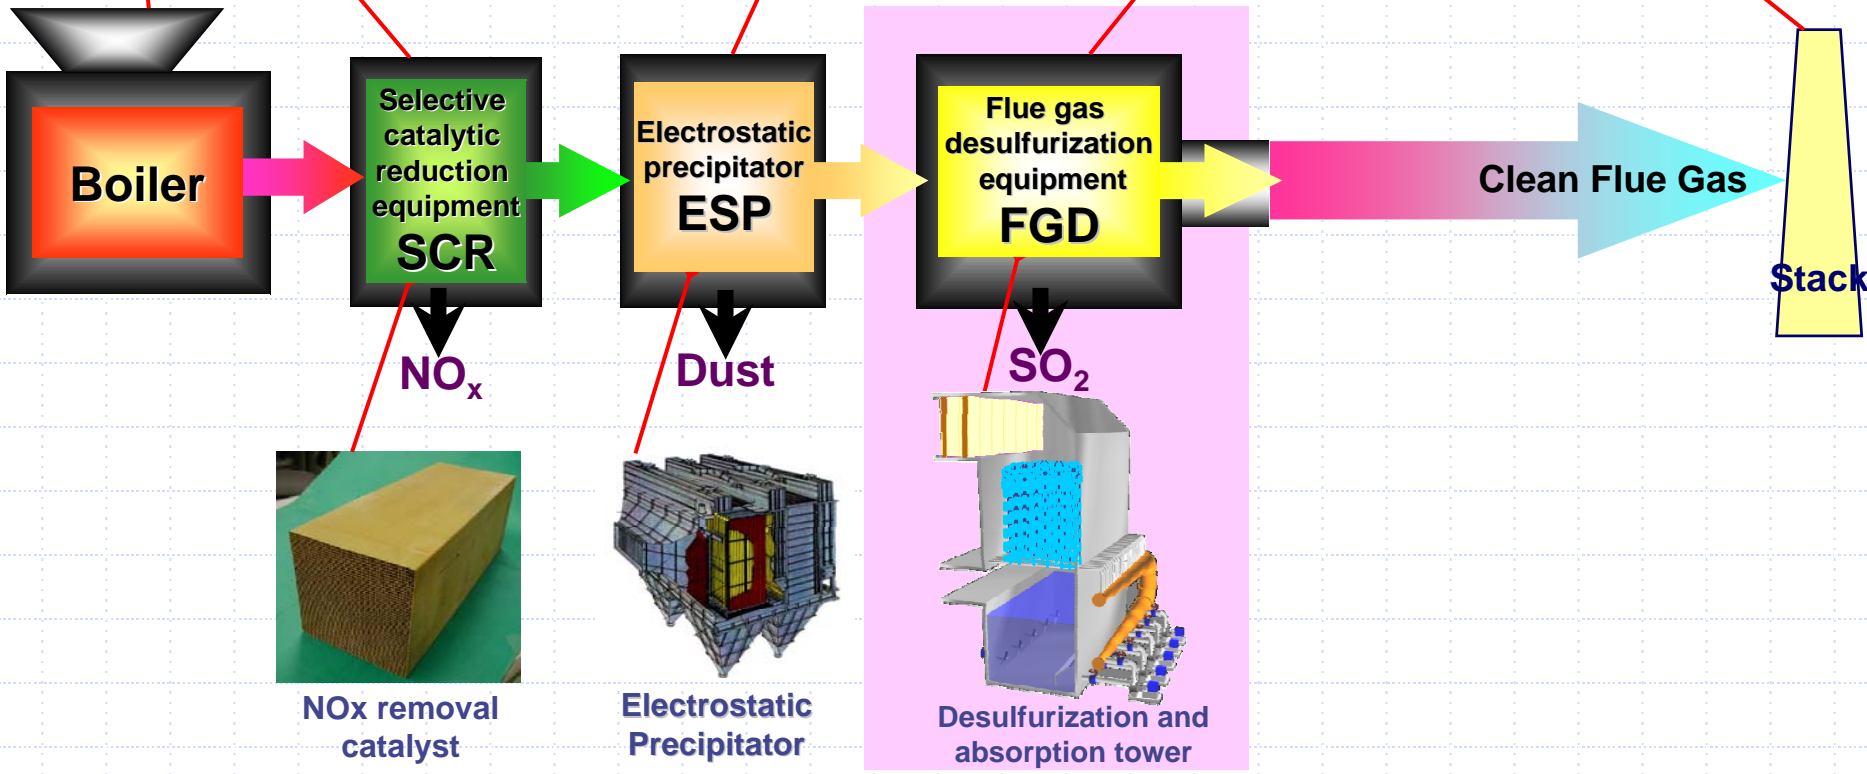 Boiler
Selective
catalytic
reduction
equipment
SCR
Electrostatic
precipitator
ESP
Flue gas
desulfurization
equipment
FGD
Clean Flue Gas
Stack
NOx
Dust
SO2
NOx removal
catalyst
Electrostatic
Precipitator
Desulfurization and
absorption tower